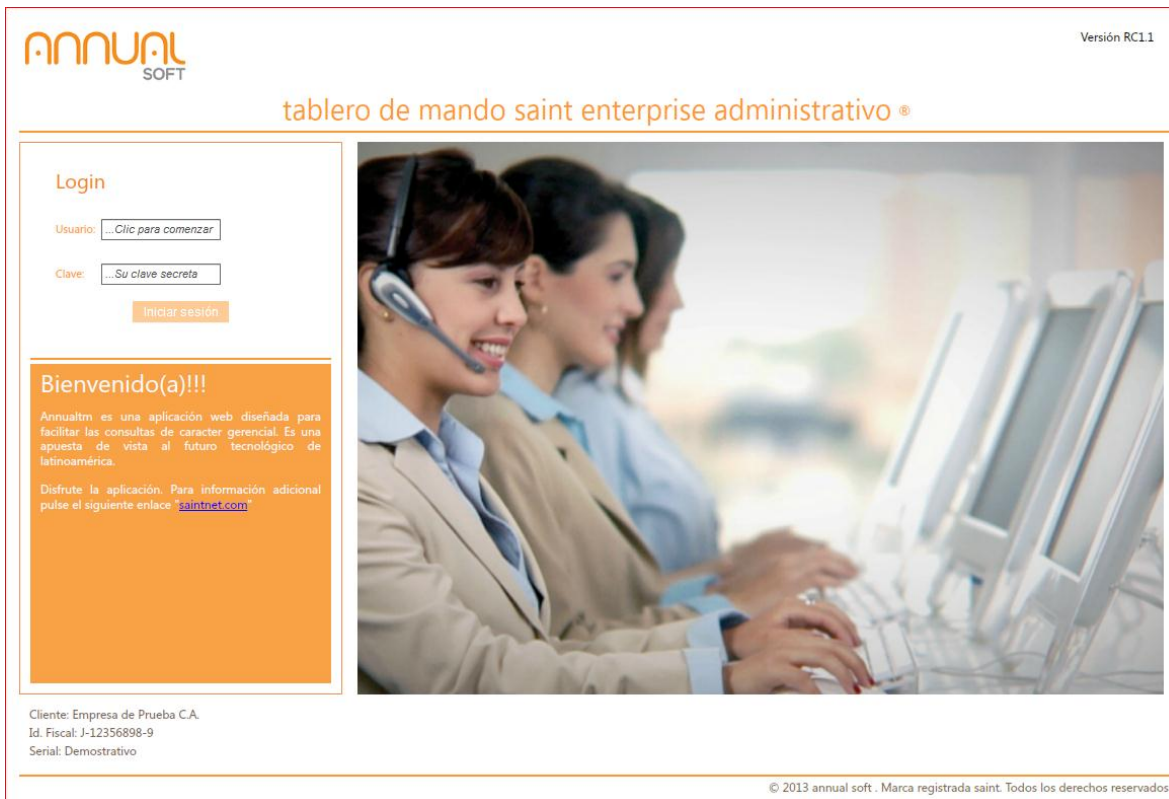 annual
SOFT
Versión RC1.1
tablero de mando saint enterprise administrativo ®
Login
Usuario: ...Clic para comenzar
Clave: ...Su clave secreta
Iniciar sesión
Bienvenido(a)!!!
Annualtm es una aplicación web diseñada para
facilitar las consultas de caracter gerencial. Es una
apuesta de vista al futuro tecnológico de
latinoamérica.
Disfrute la aplicación. Para información adicional
pulse el siguiente enlace "saintnet.com"
Cliente: Empresa de Prueba C.A.
Id. Fiscal: J-12356898-9
Serial: Demostrativo
© 2013 annual soft . Marca registrada saint. Todos los derechos reservados